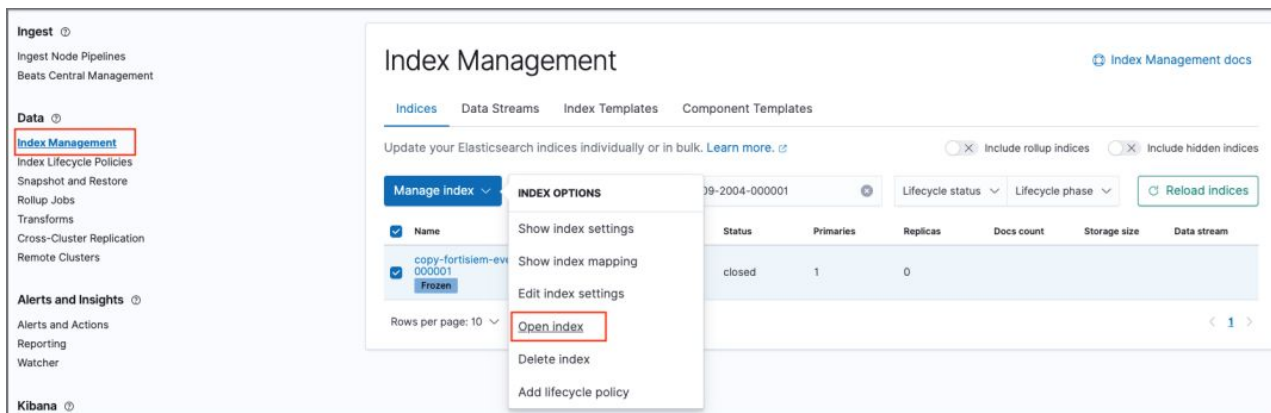 Ingest
Ingest Node Pipelines
Beats Central Management
Data
Index Management
Index Lifecycle Policies
Snapshot and Restore
Rollup Jobs
Transforms
Cross-Cluster Replication
Remote Clusters
Alerts and Insights
Alerts and Actions
Reporting
Watcher
Kibana
Index Management
Index Management docs
Indices Data Streams Index Templates Component Templates
Update your Elasticsearch indices individually or in bulk. Learn more.
Include rollup indices Include hidden indices
Manage index
09-2004-000001
Lifecycle status Lifecycle phase Reload indices
INDEX OPTIONS
Show index settings
Show index mapping
Edit index settings
Open index
Delete index
Add lifecycle policy
Name Status Primaries Replicas Docs count Storage size Data stream
copy-fortisiem-eve
000001
Frozen
closed 1 0
Rows per page: 10
1